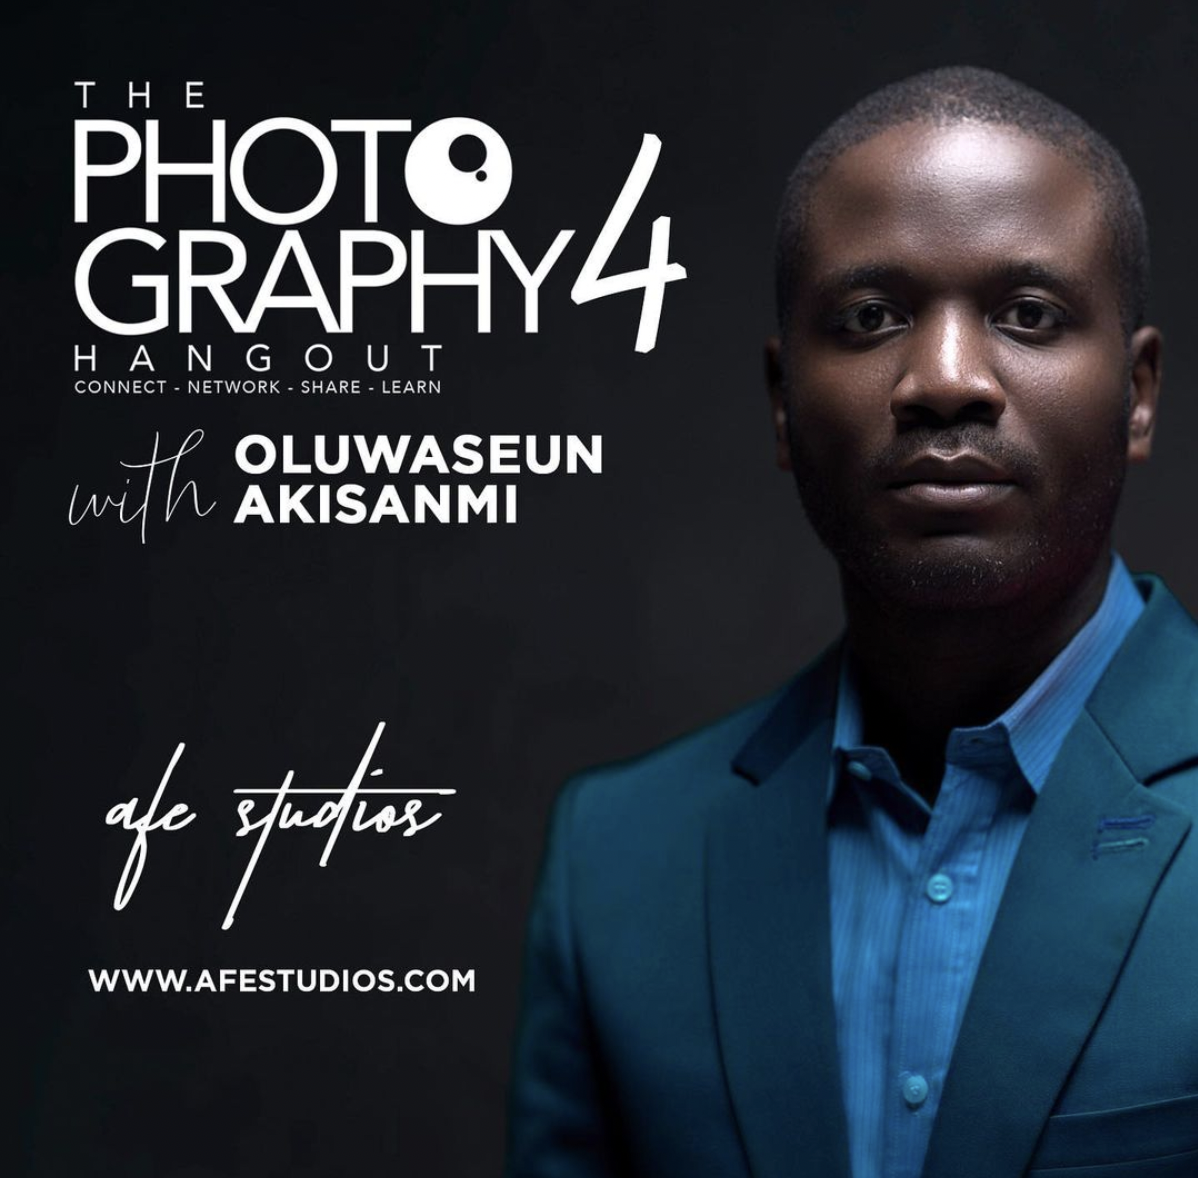 THE
PHOTO
GRAPHY 4
HANGOUT
CONNECT - NETWORK - SHARE - LEARN
with OLUWASEUN
AKISANMI
afe studios
WWW.AFESTUDIOS.COM